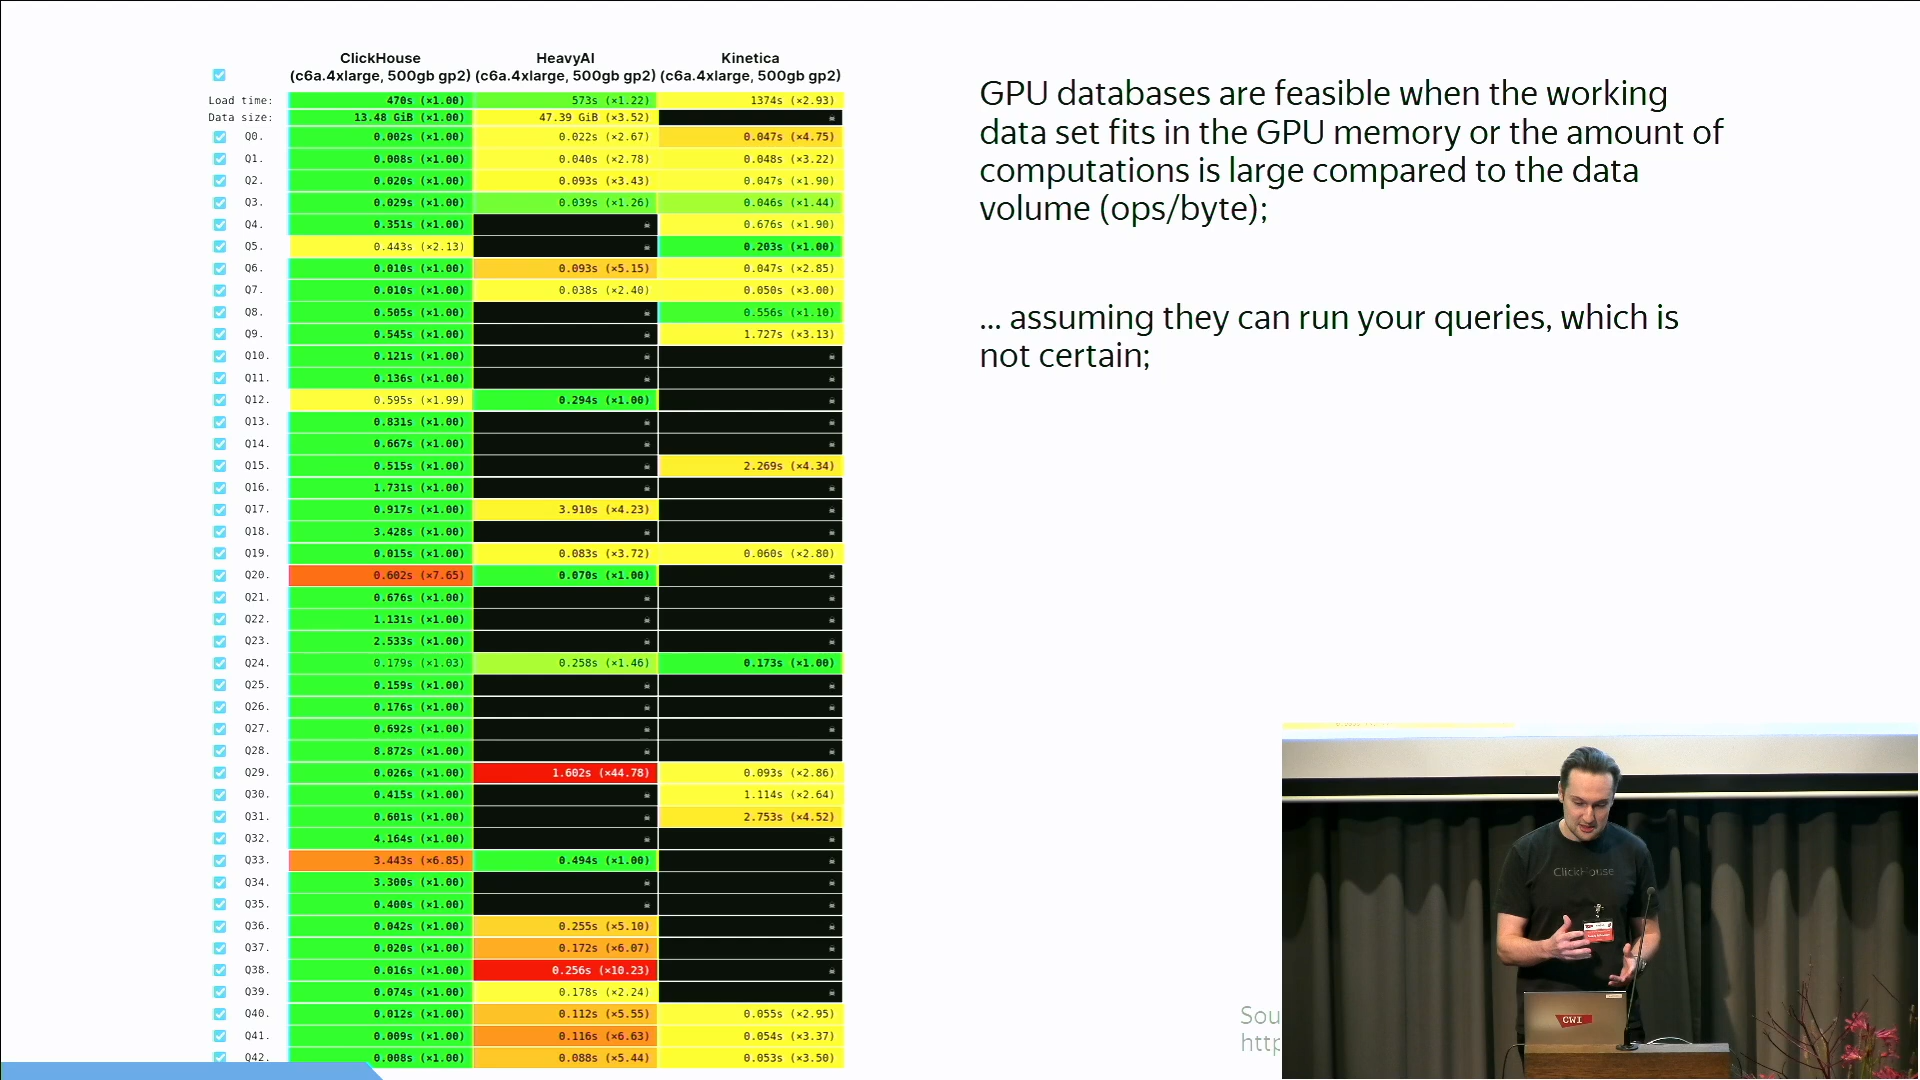 ClickHouse HeavyAI Kinetica
(c6a.4xlarge, 500gb gp2) (c6a.4xlarge, 500gb gp2) (c6a.4xlarge, 500gb gp2)
Load time: 470s (×1.00) 573s (×1.22) 1374s (×2.93)
Data size: 13.48 GiB (×1.00) 47.39 GiB (×3.52) ☠
Q0. 0.002s (×1.00) 0.022s (×2.67) 0.047s (×4.75)
Q1. 0.008s (×1.00) 0.040s (×2.78) 0.048s (×3.22)
Q2. 0.020s (×1.00) 0.093s (×3.43) 0.047s (×1.90)
Q3. 0.029s (×1.00) 0.039s (×1.26) 0.046s (×1.44)
Q4. 0.351s (×1.00) ☠ 0.676s (×1.90)
Q5. 0.443s (×2.13) ☠ 0.203s (×1.00)
Q6. 0.010s (×1.00) 0.093s (×5.15) 0.047s (×2.85)
Q7. 0.010s (×1.00) 0.038s (×2.40) 0.050s (×3.00)
Q8. 0.505s (×1.00) ☠ 0.556s (×1.10)
Q9. 0.545s (×1.00) ☠ 1.727s (×3.13)
Q10. 0.121s (×1.00) ☠ ☠
Q11. 0.136s (×1.00) ☠ ☠
Q12. 0.595s (×1.99) 0.294s (×1.00) ☠
Q13. 0.831s (×1.00) ☠ ☠
Q14. 0.667s (×1.00) ☠ ☠
Q15. 0.515s (×1.00) ☠ 2.269s (×4.34)
Q16. 1.731s (×1.00) ☠ ☠
Q17. 0.917s (×1.00) 3.910s (×4.23) ☠
Q18. 3.428s (×1.00) ☠ ☠
Q19. 0.015s (×1.00) 0.083s (×3.72) 0.060s (×2.80)
Q20. 0.602s (×7.65) 0.070s (×1.00) ☠
Q21. 0.676s (×1.00) ☠ ☠
Q22. 1.131s (×1.00) ☠ ☠
Q23. 2.533s (×1.00) ☠ ☠
Q24. 0.179s (×1.03) 0.258s (×1.46) 0.173s (×1.00)
Q25. 0.159s (×1.00) ☠ ☠
Q26. 0.176s (×1.00) ☠ ☠
Q27. 0.692s (×1.00) ☠ ☠
Q28. 8.872s (×1.00) ☠ ☠
Q29. 0.026s (×1.00) 1.602s (×44.78) 0.093s (×2.86)
Q30. 0.415s (×1.00) ☠ 1.114s (×2.64)
Q31. 0.601s (×1.00) ☠ 2.753s (×4.52)
Q32. 4.164s (×1.00) ☠ ☠
Q33. 3.443s (×6.85) 0.494s (×1.00) ☠
Q34. 3.300s (×1.00) ☠ ☠
Q35. 0.400s (×1.00) ☠ ☠
Q36. 0.042s (×1.00) 0.255s (×5.10) ☠
Q37. 0.020s (×1.00) 0.172s (×6.07) ☠
Q38. 0.016s (×1.00) 0.256s (×10.23) ☠
Q39. 0.074s (×1.00) 0.178s (×2.24) ☠
Q40. 0.012s (×1.00) 0.112s (×5.55) 0.055s (×2.95)
Q41. 0.009s (×1.00) 0.116s (×6.63) 0.054s (×3.37)
Q42. 0.008s (×1.00) 0.088s (×5.44) 0.053s (×3.50)
GPU databases are feasible when the working
data set fits in the GPU memory or the amount of
computations is large compared to the data
volume (ops/byte);
... assuming they can run your queries, which is
not certain;
Sou
http
ClickHouse
CWI